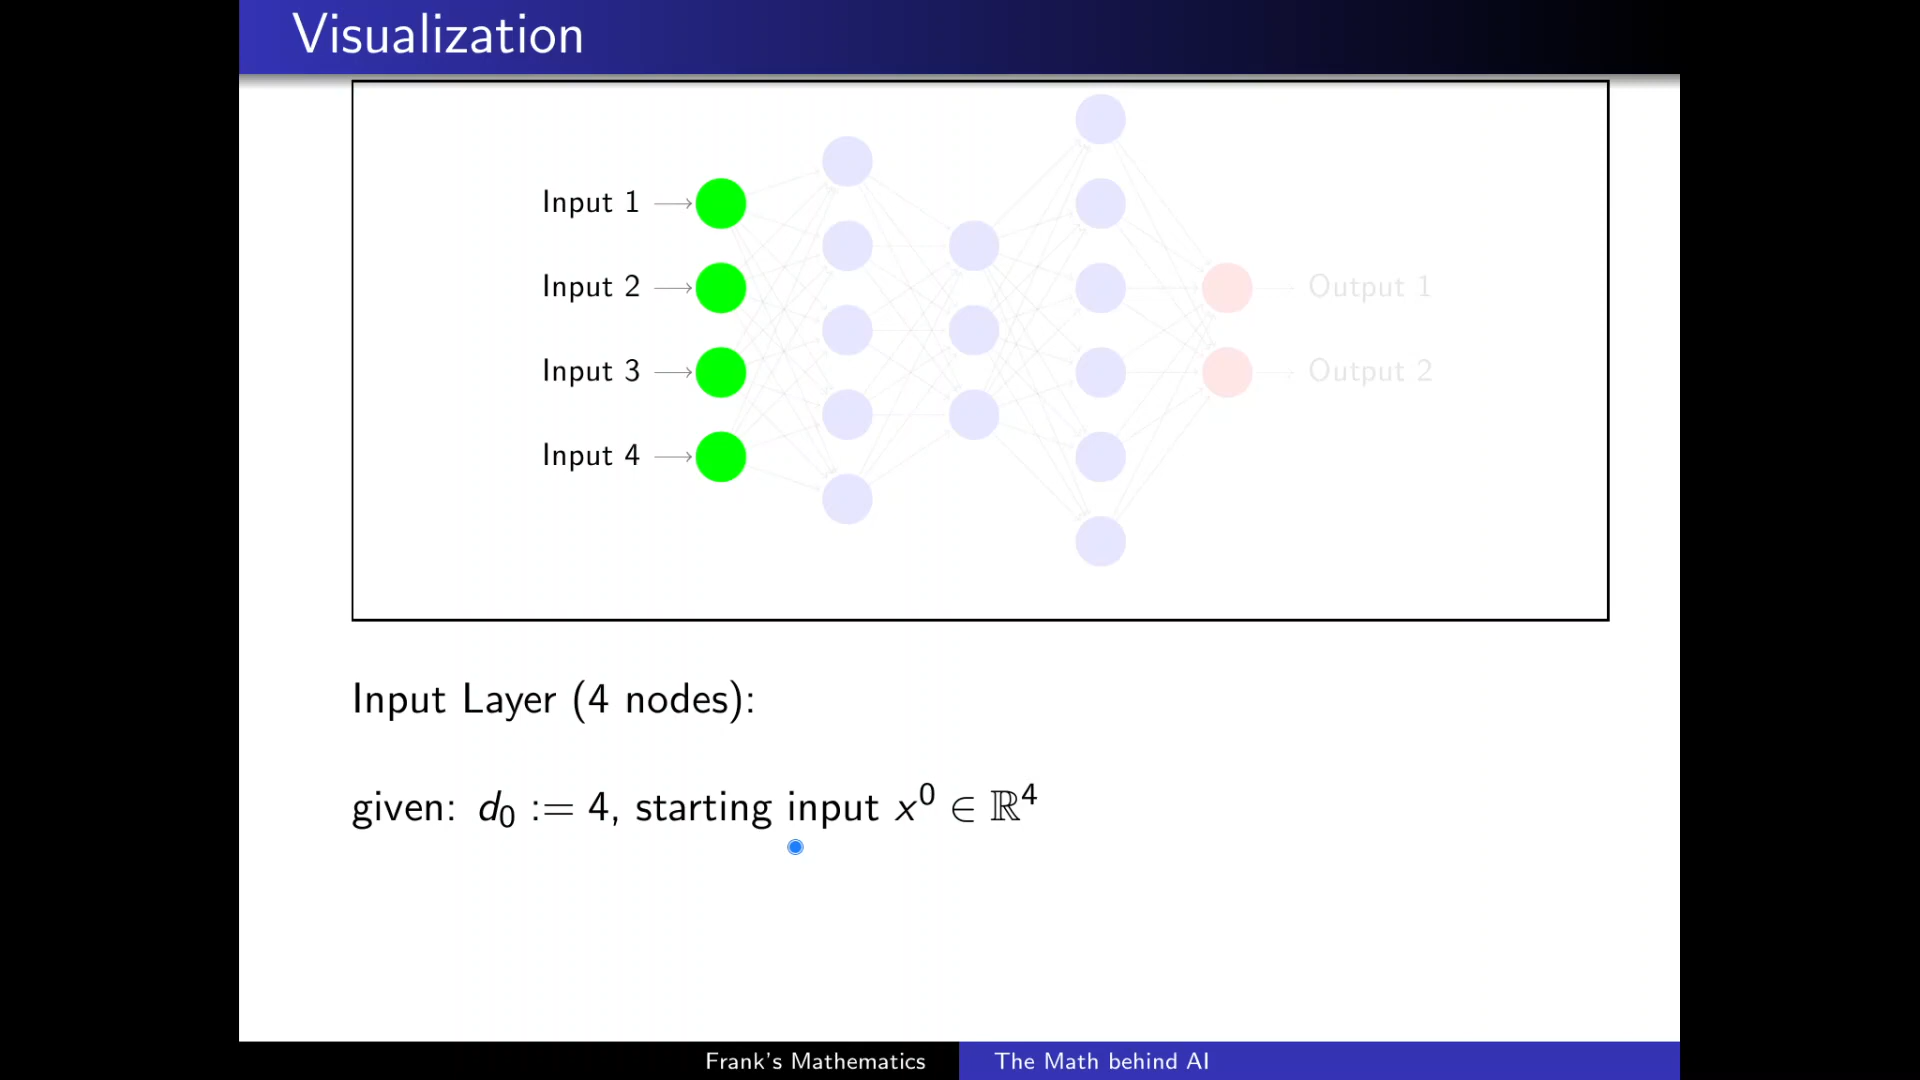 Visualization
Input 1
Input 2
Input 3
Input 4
Output 1
Output 2
Input Layer (4 nodes):
given: d₀ := 4, starting input x⁰ ∈ ℝ⁴
Frank's Mathematics
The Math behind AI